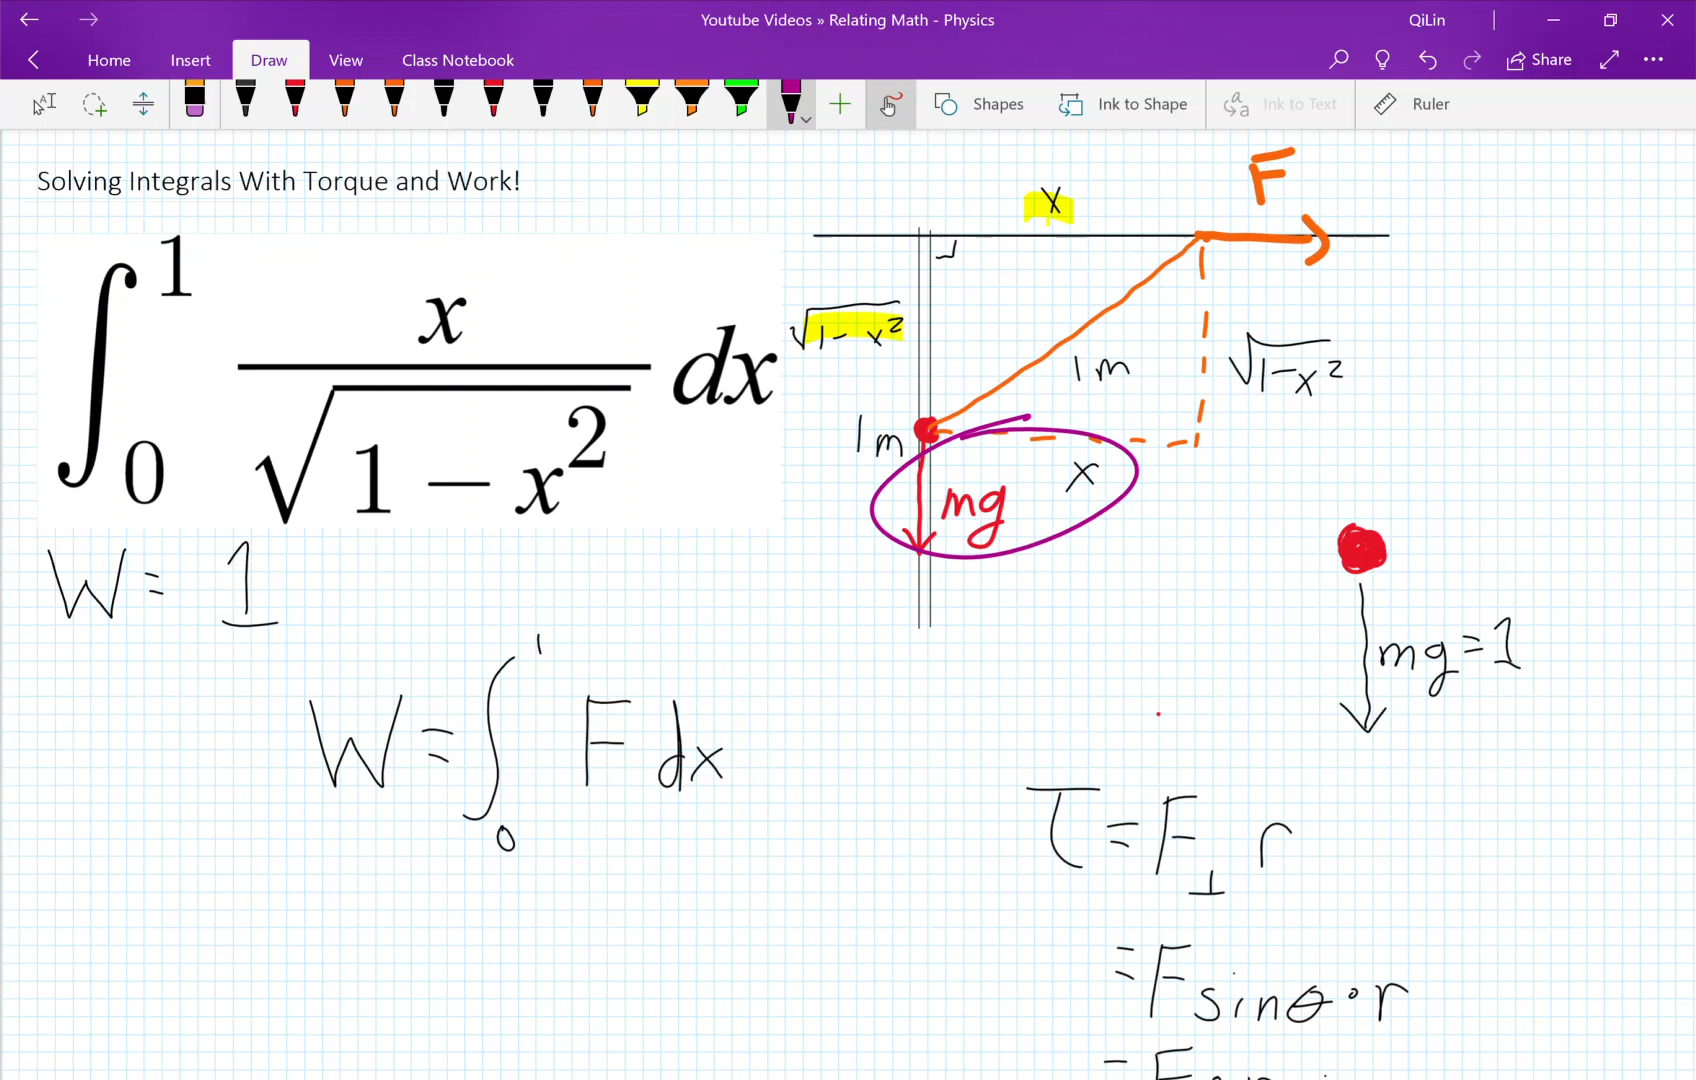 Youtube Videos » Relating Math - Physics
QiLin
Home Insert Draw View Class Notebook
Share
Shapes
Ink to Shape
Ink to Text
Ruler
Solving Integrals With Torque and Work!
∫₀¹ x/√(1 − x²) dx
F
x
√(1-x²)
1m
√(1-x²)
1m
x
mg
W = 1
mg = 1
W = ∫₀¹ F dx
τ = F⊥ r
= F sinθ · r